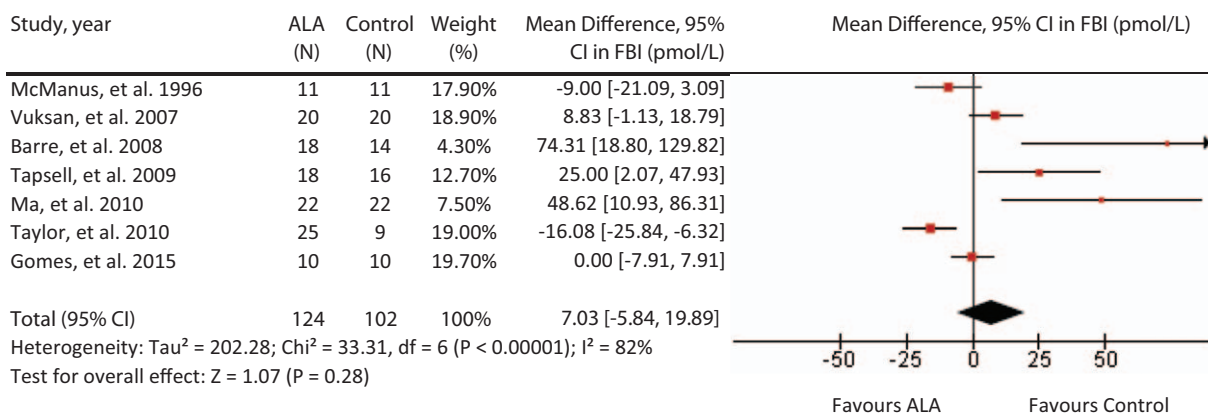 Study, year ALA Control Weight Mean Difference, 95% Mean Difference, 95% CI in FBI (pmol/L)
(N) (N) (%) CI in FBI (pmol/L)
McManus, et al. 1996 11 11 17.90% -9.00 [-21.09, 3.09]
Vuksan, et al. 2007 20 20 18.90% 8.83 [-1.13, 18.79]
Barre, et al. 2008 18 14 4.30% 74.31 [18.80, 129.82]
Tapsell, et al. 2009 18 16 12.70% 25.00 [2.07, 47.93]
Ma, et al. 2010 22 22 7.50% 48.62 [10.93, 86.31]
Taylor, et al. 2010 25 9 19.00% -16.08 [-25.84, -6.32]
Gomes, et al. 2015 10 10 19.70% 0.00 [-7.91, 7.91]
Total (95% CI) 124 102 100% 7.03 [-5.84, 19.89]
Heterogeneity: Tau² = 202.28; Chi² = 33.31, df = 6 (P < 0.00001); I² = 82%
Test for overall effect: Z = 1.07 (P = 0.28)
-50 -25 0 25 50
Favours ALA Favours Control